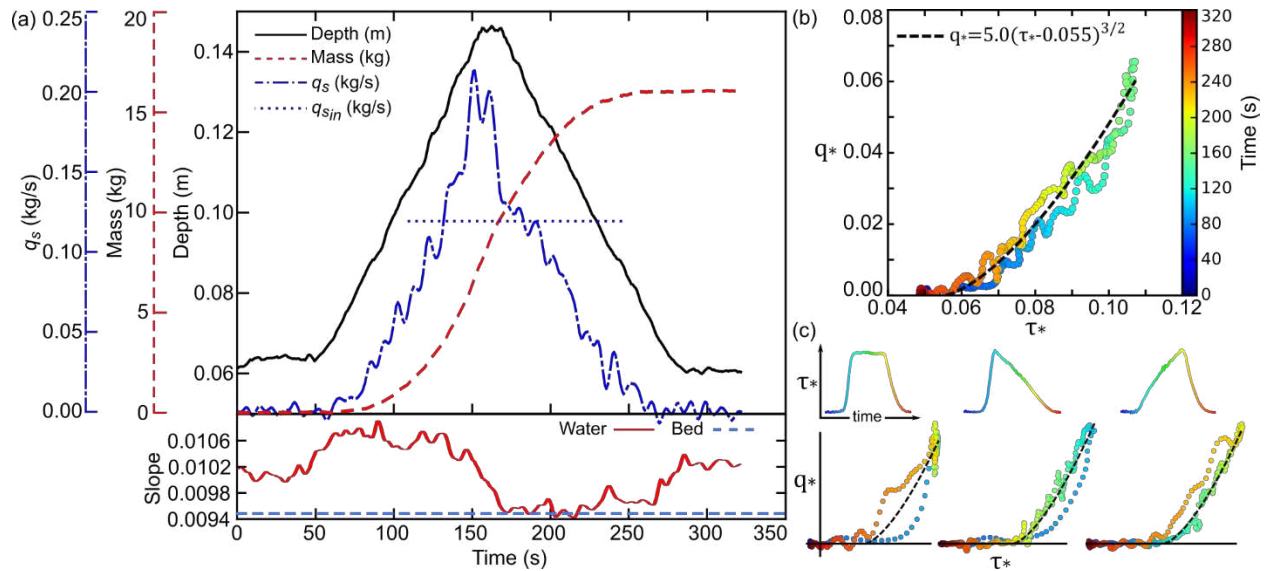 (a)
0.25
0.20
0.15
0.10
0.05
0.00
qs (kg/s)
20
15
10
5
0
Mass (kg)
0.14
0.12
0.10
0.08
0.06
Depth (m)
Depth (m)
Mass (kg)
qs (kg/s)
qsin (kg/s)
Water
Bed
0.0106
0.0102
0.0098
0.0094
Slope
0 50 100 150 200 250 300 350
Time (s)
(b)
q*=5.0(τ*-0.055)3/2
0.08
0.06
0.04
0.02
0.00
q*
0.04 0.06 0.08 0.10 0.12
τ*
320
280
240
200
160
120
80
40
0
Time (s)
(c)
τ*
time
q*
τ*